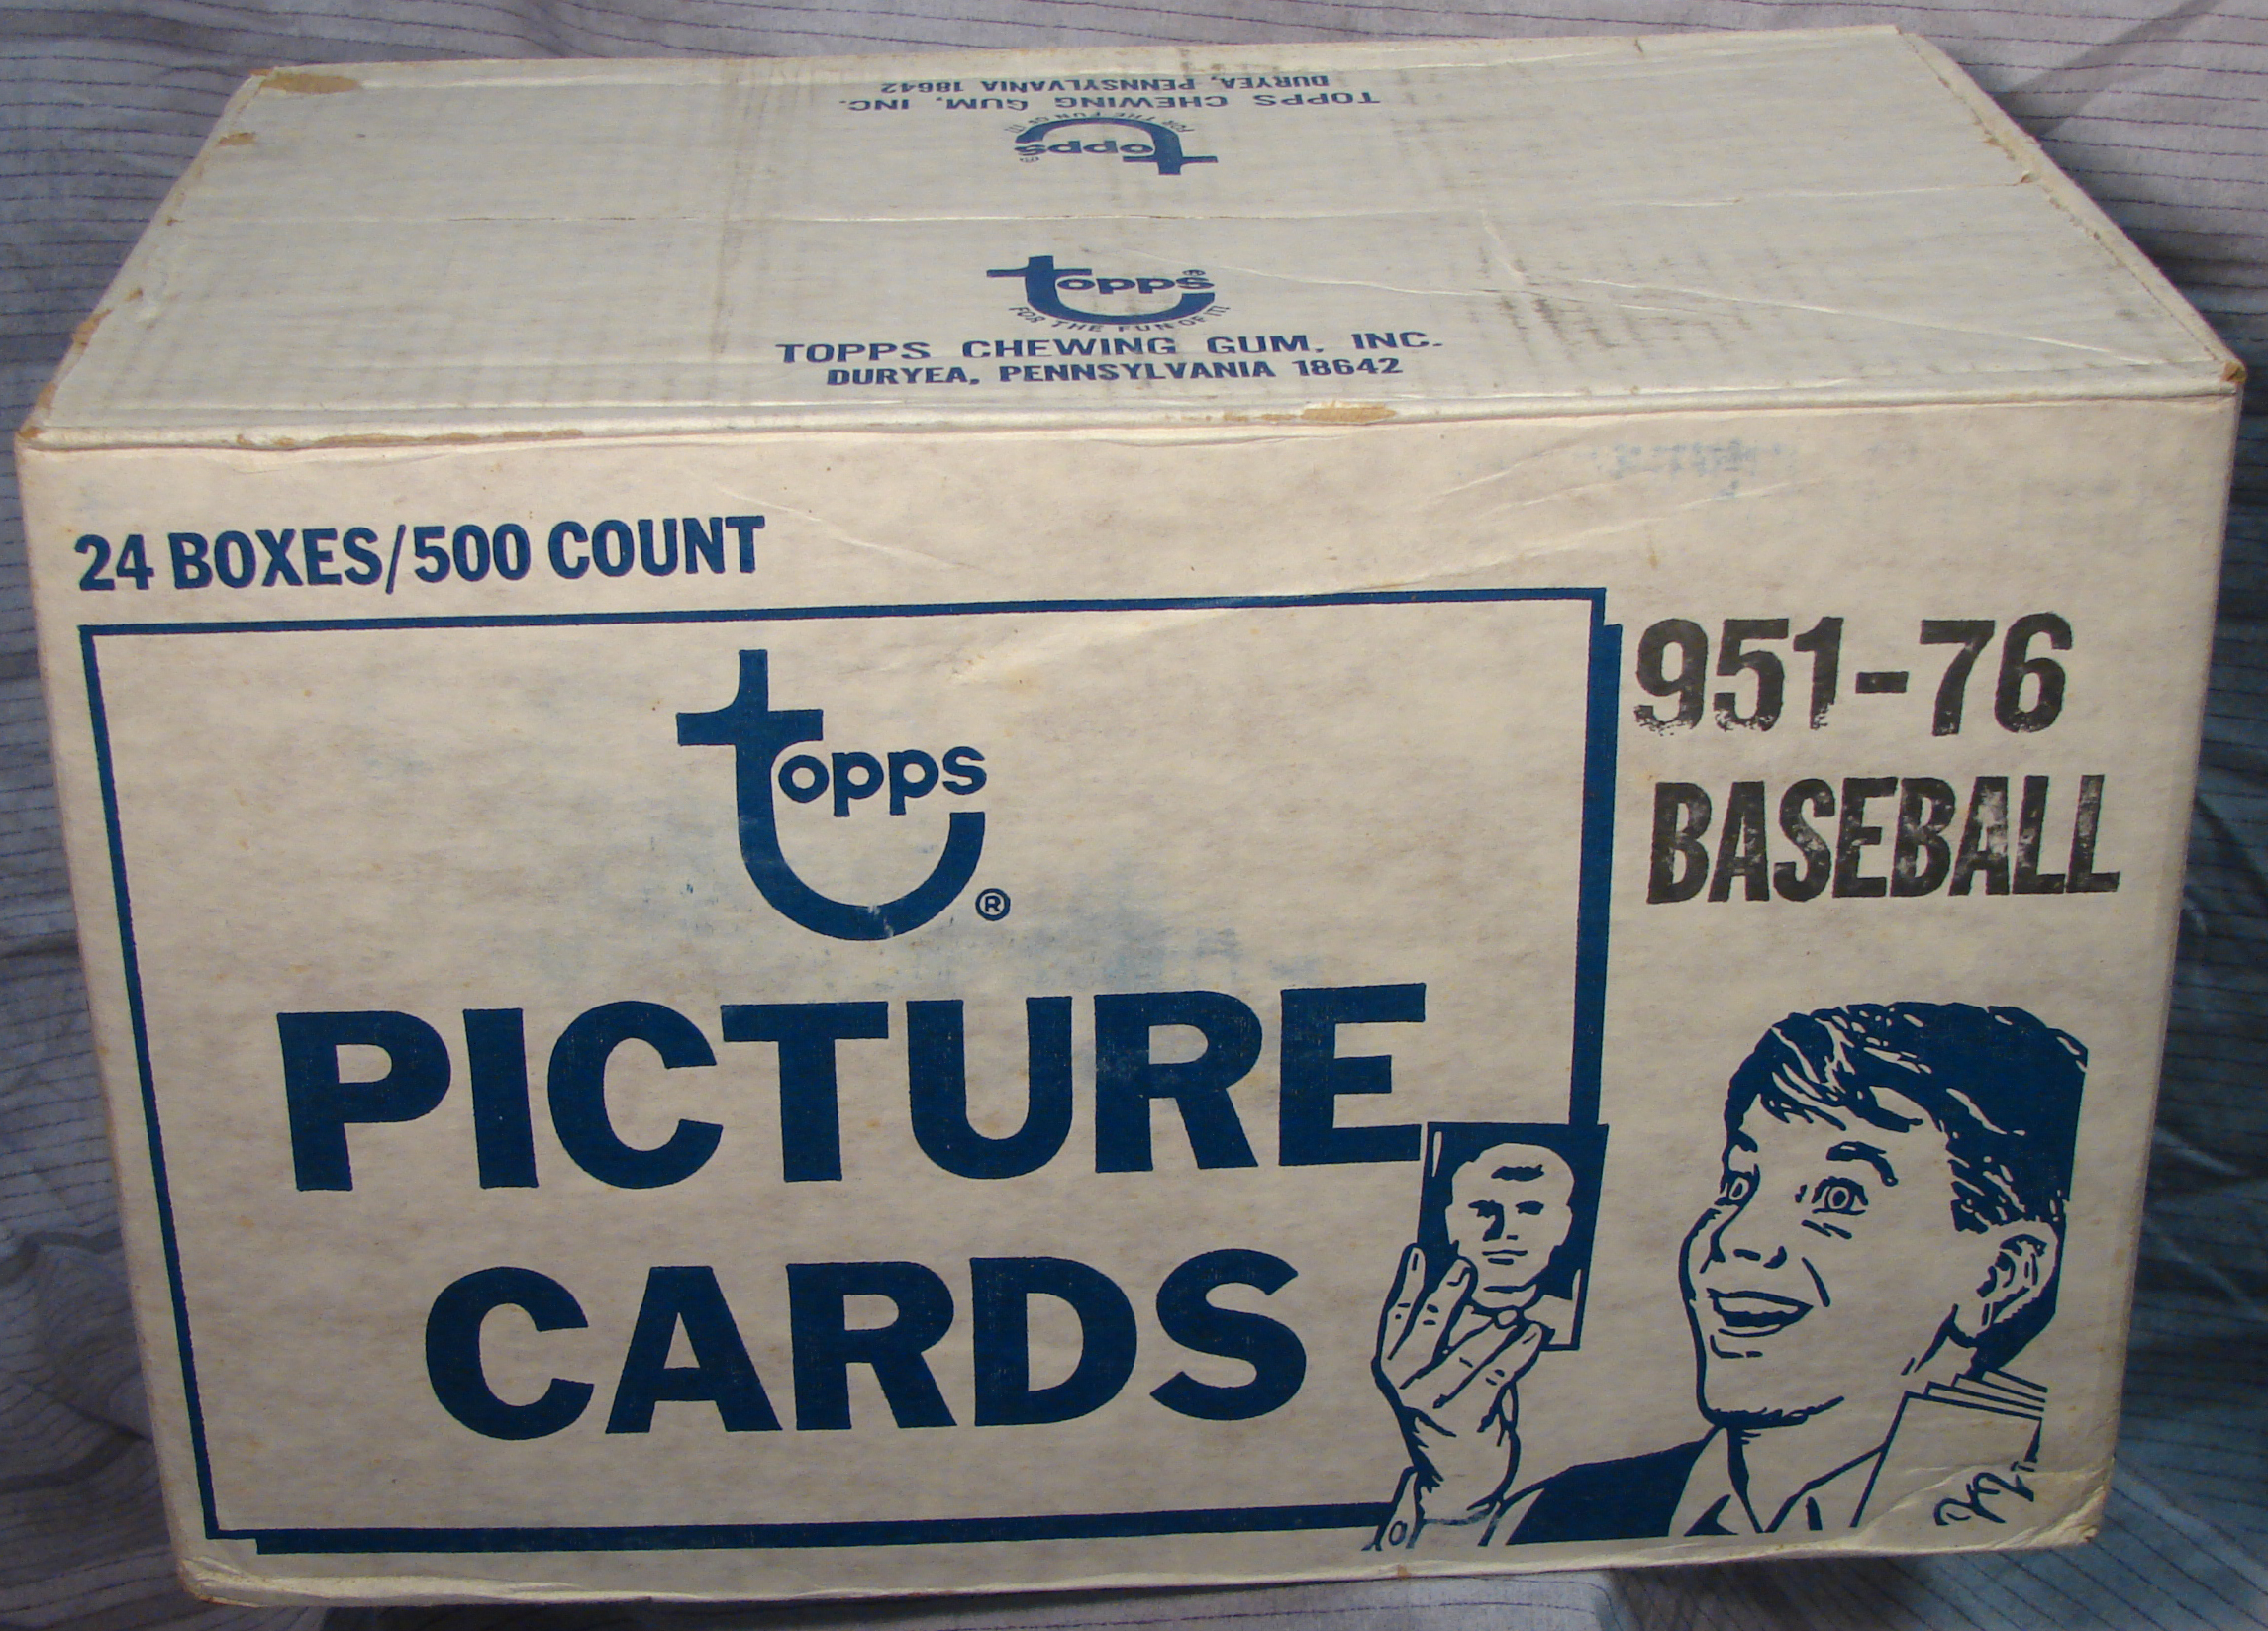 TOPPS CHEWING GUM, INC.
DURYEA, PENNSYLVANIA 18642
topps®
FOR THE FUN OF IT!
topps®
FOR THE FUN OF IT!
TOPPS CHEWING GUM, INC.
DURYEA, PENNSYLVANIA 18642
24 BOXES/500 COUNT
topps®
PICTURE
CARDS
951-76
BASEBALL